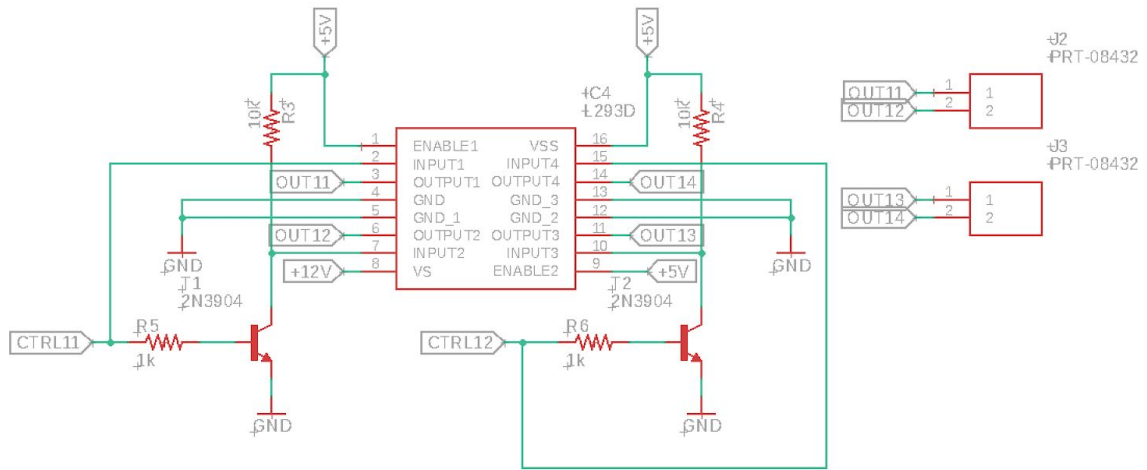 +5V
+5V
10k
R3
IC4
L293D
10k
R4
J2
PRT-08432
OUT11
OUT12
1
2
1
2
J3
PRT-08432
OUT13
OUT14
1
2
1
2
1
ENABLE1
VSS
16
2
INPUT1
INPUT4
15
OUT11
3
OUTPUT1
OUTPUT4
14
OUT14
4
GND
GND_3
13
5
GND_1
GND_2
12
OUT12
6
OUTPUT2
OUTPUT3
11
OUT13
7
INPUT2
INPUT3
10
+12V
8
VS
ENABLE2
9
+5V
GND
GND
T1
2N3904
T2
2N3904
CTRL11
R5
1k
CTRL12
R6
1k
GND
GND